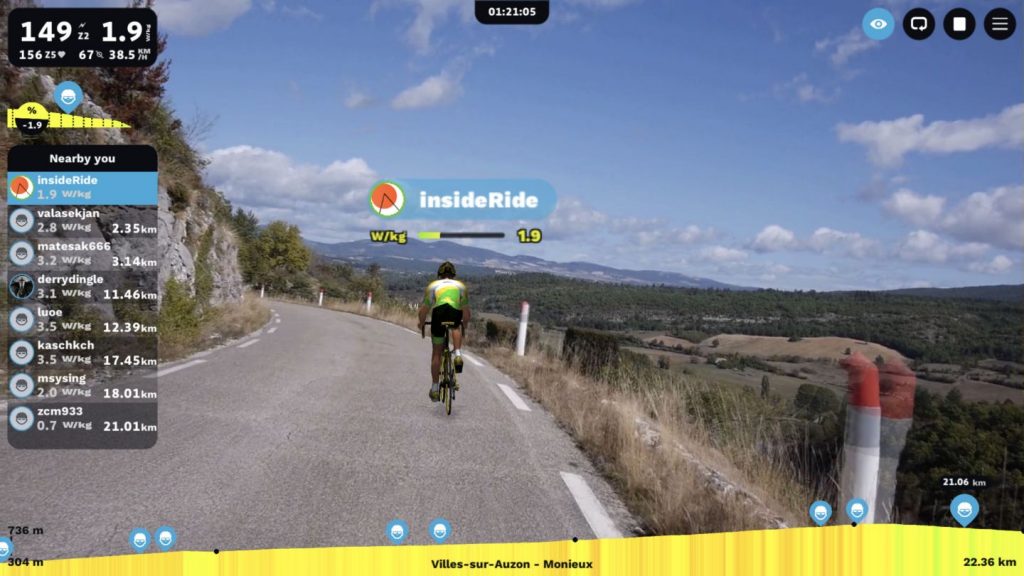 149 Z2 1.9 W/KG
156 Z5 67 38.5 KM/H
01:21:05
%
-1.9
Nearby you
insideRide
1.9 W/kg
valasekjan
2.8 W/kg 2.35km
matesak666
3.2 W/kg 3.14km
derrydingle
3.1 W/kg 11.46km
luoe
3.5 W/kg 12.39km
kaschkch
3.5 W/kg 17.45km
msysing
2.0 W/kg 18.01km
zcm933
0.7 W/kg 21.01km
insideRide
W/kg 1.9
21.06 km
736 m
304 m
Villes-sur-Auzon - Monieux
22.36 km